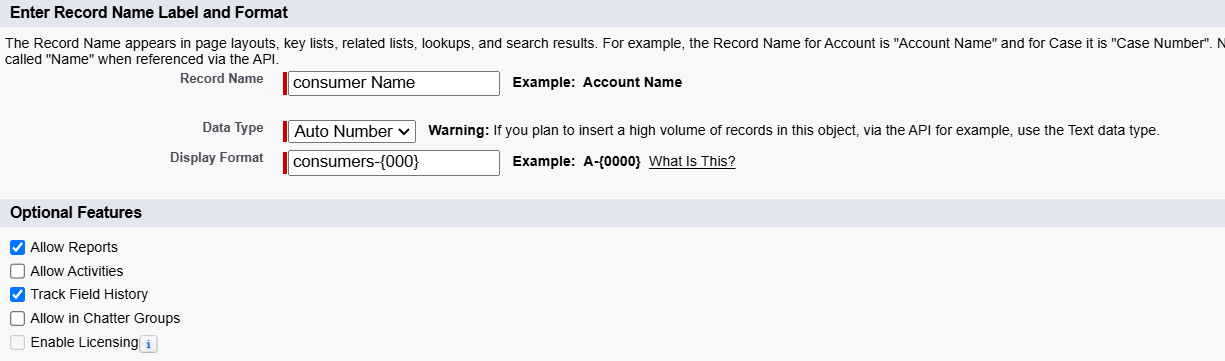 Enter Record Name Label and Format
The Record Name appears in page layouts, key lists, related lists, lookups, and search results. For example, the Record Name for Account is "Account Name" and for Case it is "Case Number". N
called "Name" when referenced via the API.
Record Name consumer Name Example: Account Name
Data Type Auto Number Warning: If you plan to insert a high volume of records in this object, via the API for example, use the Text data type.
Display Format consumers-{000} Example: A-{0000} What Is This?
Optional Features
Allow Reports
Allow Activities
Track Field History
Allow in Chatter Groups
Enable Licensing i